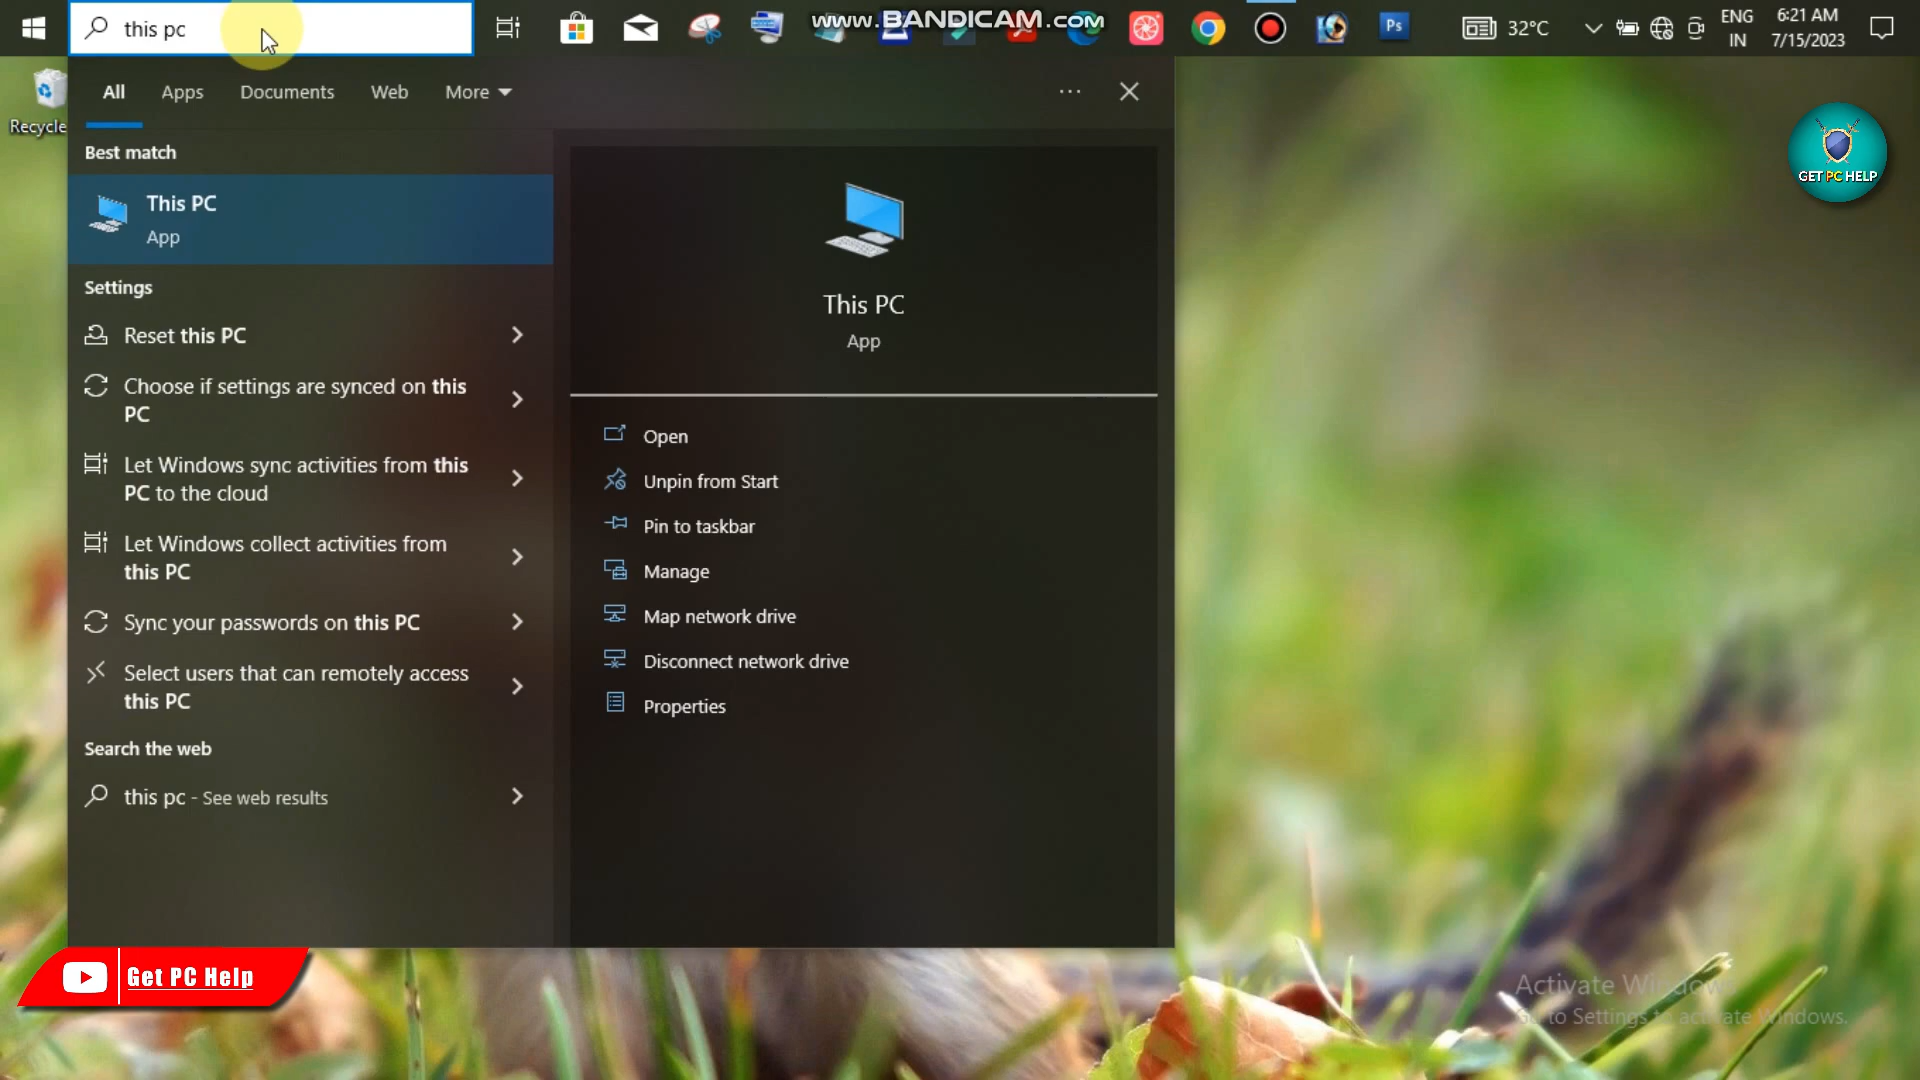 this pc
www.BANDICAM.com
Ps
32°C
ENG
IN
6:21 AM
7/15/2023
Recycle
All
Apps
Documents
Web
More
GET PC HELP
Best match
This PC
App
Settings
Reset this PC
Choose if settings are synced on this
PC
Let Windows sync activities from this
PC to the cloud
Let Windows collect activities from
this PC
Sync your passwords on this PC
Select users that can remotely access
this PC
Search the web
this pc - See web results
This PC
App
Open
Unpin from Start
Pin to taskbar
Manage
Map network drive
Disconnect network drive
Properties
Get PC Help
Activate Windows
Go to Settings to activate Windows.